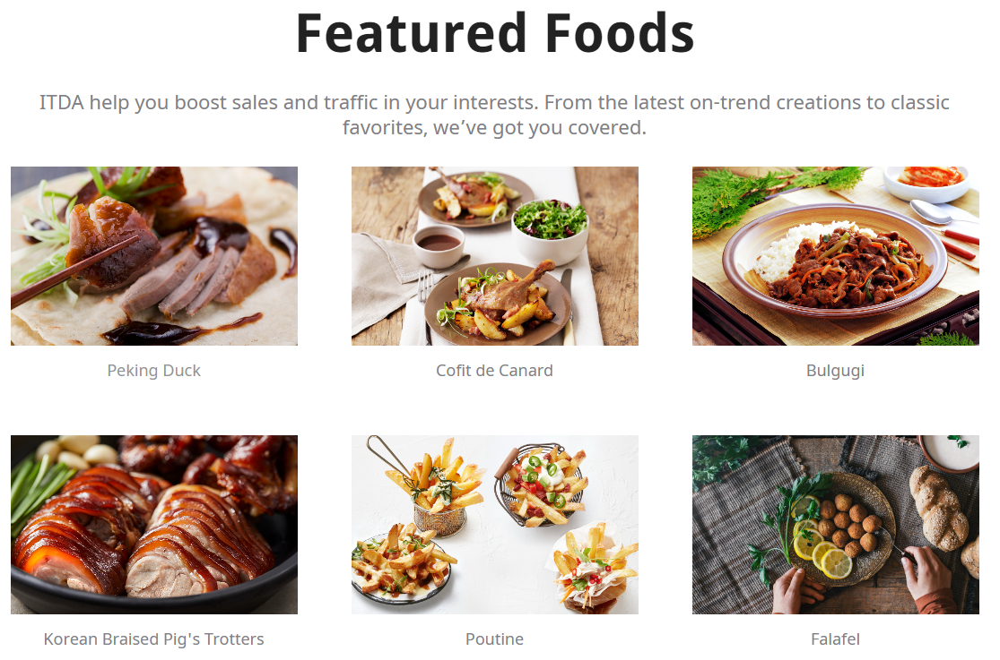 Featured Foods
ITDA help you boost sales and traffic in your interests. From the latest on-trend creations to classic
favorites, we’ve got you covered.
Peking Duck
Cofit de Canard
Bulgugi
Korean Braised Pig's Trotters
Poutine
Falafel